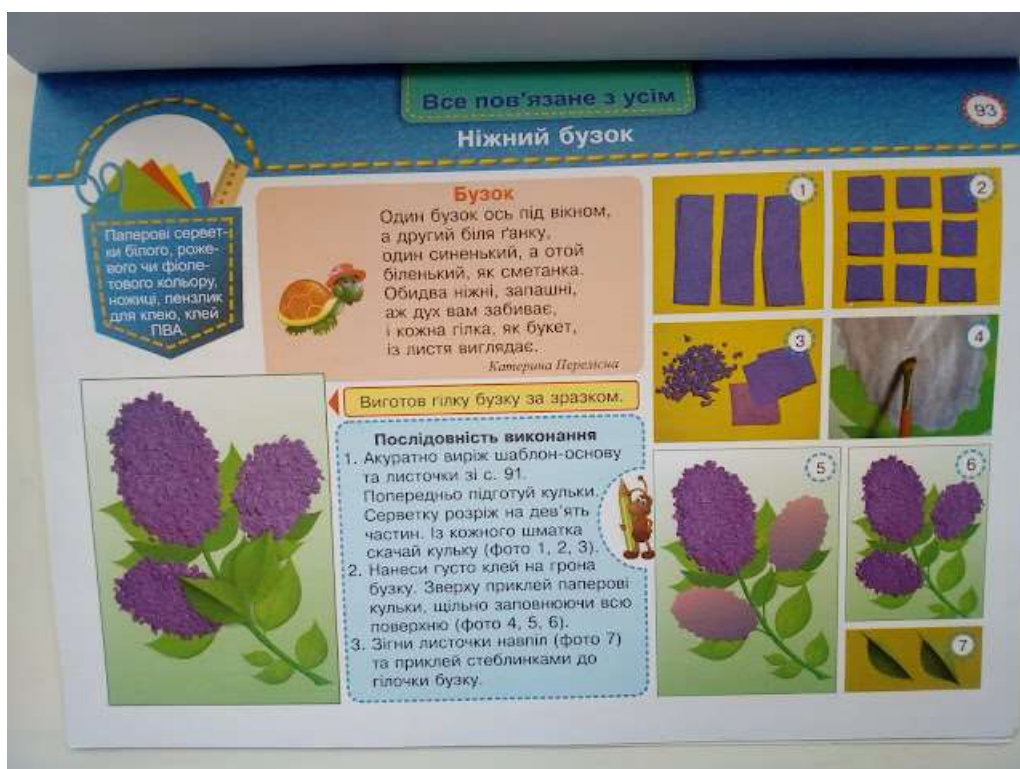 Все пов'язане з усім
93
Ніжний бузок
Паперові сервет-
ки білого, роже-
вого чи фіоле-
тового кольору,
ножиці, пензлик
для клею, клей
ПВА.
Бузок
Один бузок ось під вікном,
а другий біля ґанку,
один синенький, а отой
біленький, як сметанка.
Обидва ніжні, запашні,
аж дух вам забиває,
і кожна гілка, як букет,
із листя виглядає.
Катерина Перелісна
Виготов гілку бузку за зразком.
Послідовність виконання
1. Акуратно виріж шаблон-основу
та листочки зі с. 91.
Попередньо підготуй кульки.
Серветку розріж на дев'ять
частин. Із кожного шматка
скачай кульку (фото 1, 2, 3).
2. Нанеси густо клей на грона
бузку. Зверху приклей паперові
кульки, щільно заповнюючи всю
поверхню (фото 4, 5, 6).
3. Зігни листочки навпіл (фото 7)
та приклей стеблинками до
гілочки бузку.
1
2
3
4
5
6
7